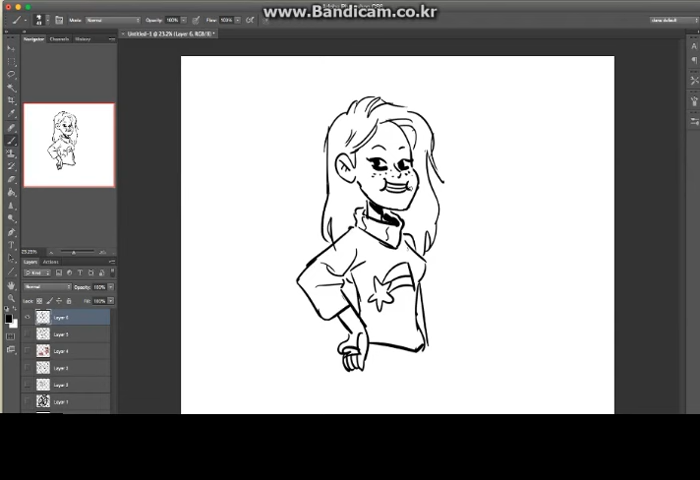 www.Bandicam.co.kr
Mode: Normal Opacity: 100% Flow: 100%
Untitled-1 @ 23.2% (Layer 6, RGB/8) *
Navigator Channels History
Layers Actions
Kind
Normal Opacity: 100%
Fill: 100%
Layer 6
Layer 5
Layer 4
Layer 3
Layer 2
Layer 1